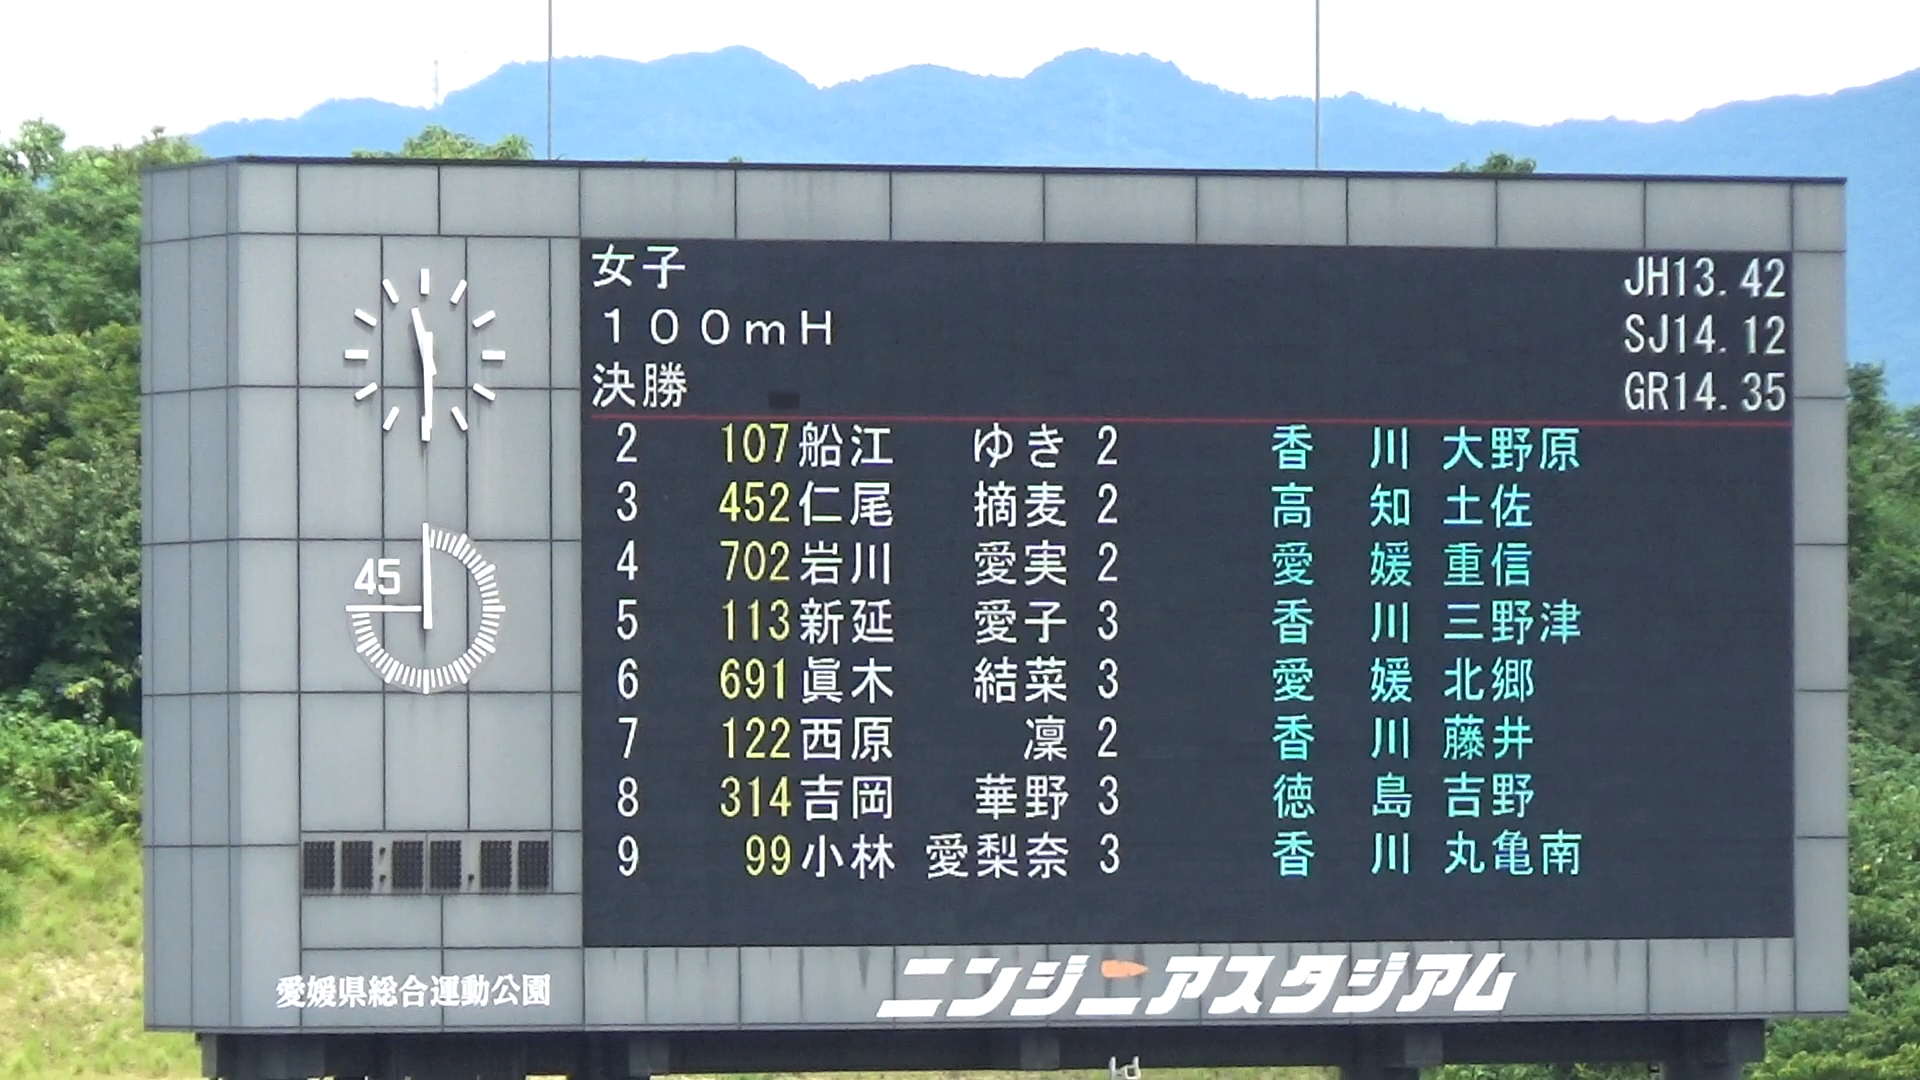 女子
100mH
決勝
JH13.42
SJ14.12
GR14.35
2 107 船江 ゆき 2 香川 大野原
3 452 仁尾 摘麦 2 高知 土佐
4 702 岩川 愛実 2 愛媛 重信
5 113 新延 愛子 3 香川 三野津
6 691 眞木 結菜 3 愛媛 北郷
7 122 西原 凜 2 香川 藤井
8 314 吉岡 華野 3 徳島 吉野
9 99 小林 愛梨奈 3 香川 丸亀南
45
愛媛県総合運動公園
ニンジニアスタジアム